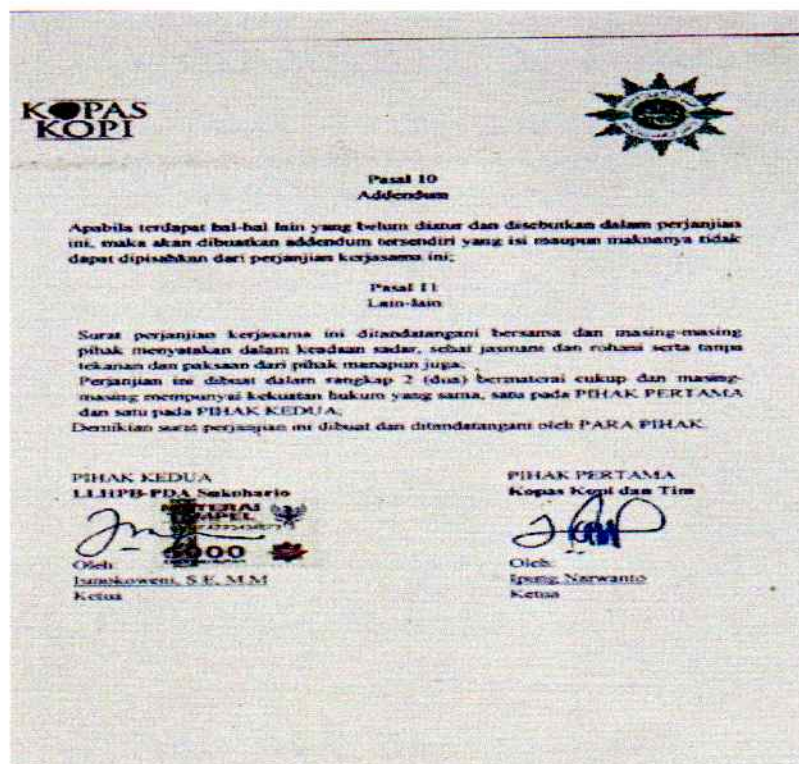 KOPAS
KOPI
Pasal 10
Addendum
Apabila terdapat hal-hal lain yang belum diatur dan disebutkan dalam perjanjian
ini, maka akan dibuatkan addendum tersendiri yang isi maupun maknanya tidak
dapat dipisahkan dari perjanjian kerjasama ini;
Pasal 11
Lain-lain
Surat perjanjian kerjasama ini ditandatangani bersama dan masing-masing
pihak menyatakan dalam keadaan sadar, sehat jasmani dan rohani serta tanpa
tekanan dan paksaan dari pihak manapun juga.
Perjanjian ini dibuat dalam rangkap 2 (dua) bermaterai cukup dan masing-
masing mempunyai kekuatan hukum yang sama, satu pada PIHAK PERTAMA
dan satu pada PIHAK KEDUA;
Demikian surat perjanjian ini dibuat dan ditandatangani oleh PARA PIHAK.
PIHAK KEDUA
LLHPB-PDA Sukoharjo
METERAI
TEMPEL
6000
Oleh:
Ismokoweni, S.E, M.M
Ketua
PIHAK PERTAMA
Kopas Kopi dan Tim
Oleh:
Ipung Narwanto
Ketua